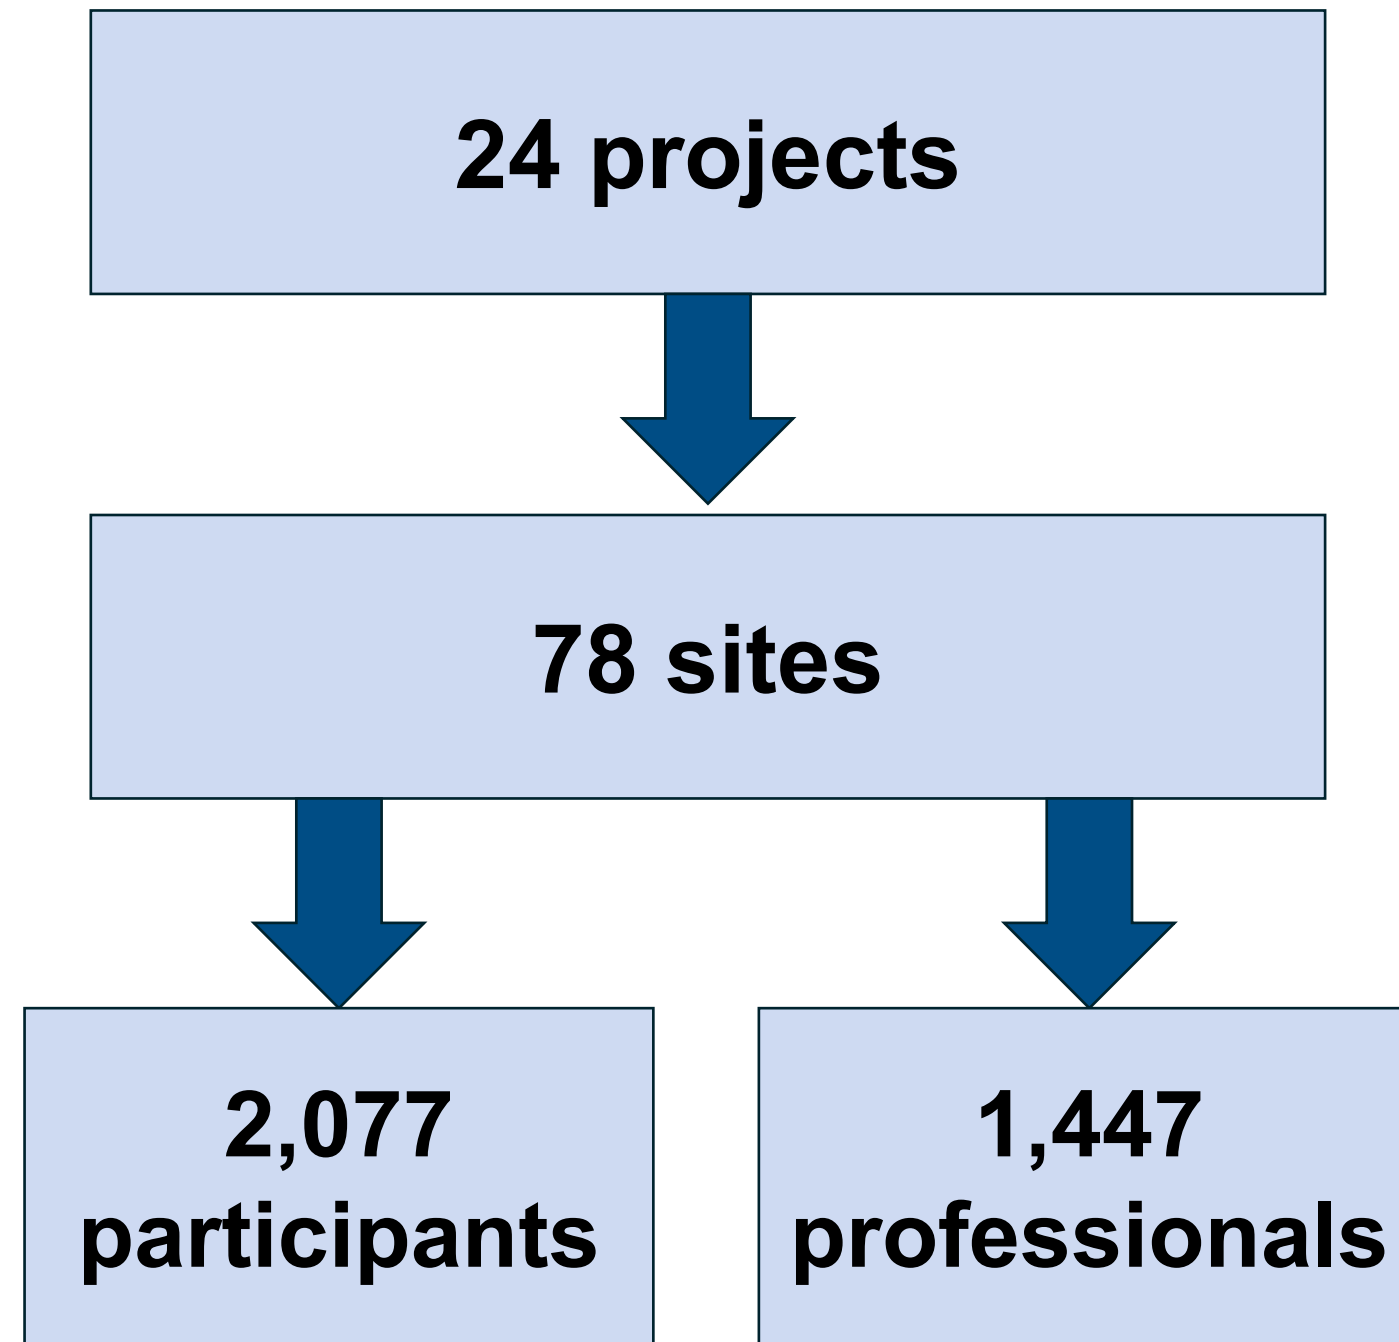 24 projects
78 sites
2,077
participants
1,447
professionals